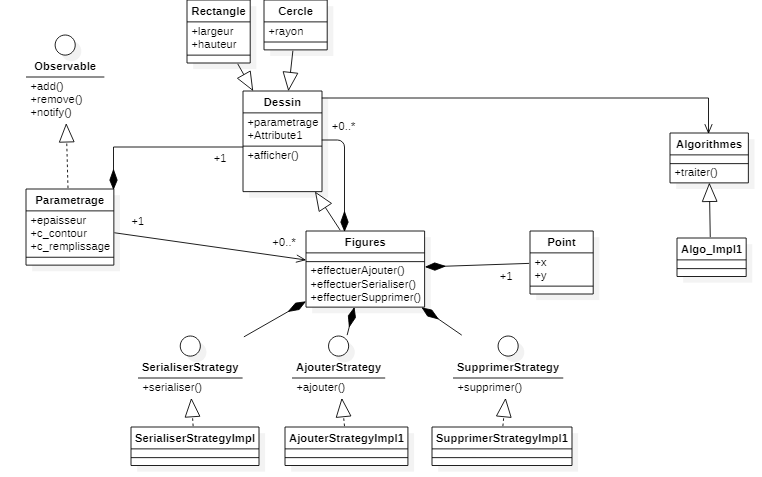 Rectangle
+largeur
+hauteur
Cercle
+rayon
Observable
+add()
+remove()
+notify()
Dessin
+parametrage
+Attribute1
+afficher()
+0..*
+1
Algorithmes
+traiter()
Parametrage
+epaisseur
+c_contour
+c_remplissage
+1
+0..*
Figures
+effectuerAjouter()
+effectuerSerialiser()
+effectuerSupprimer()
+1
Point
+x
+y
Algo_Impl1
SerialiserStrategy
+serialiser()
AjouterStrategy
+ajouter()
SupprimerStrategy
+supprimer()
SerialiserStrategyImpl
AjouterStrategyImpl1
SupprimerStrategyImpl1